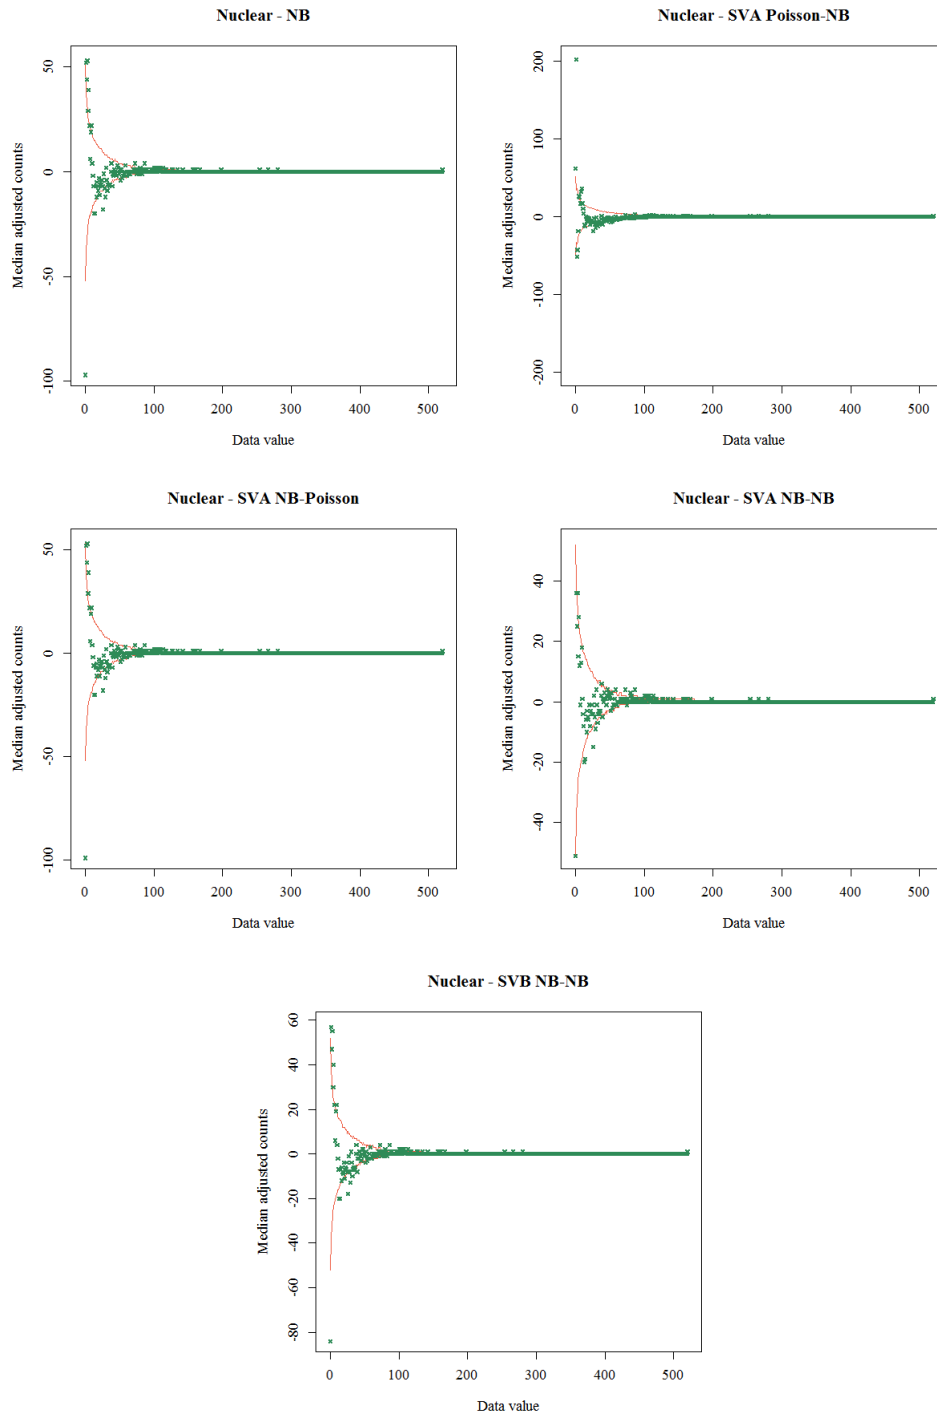 Nuclear - NB
Median adjusted counts
50
0
-50
-100
0 100 200 300 400 500
Data value
Nuclear - SVA Poisson-NB
Median adjusted counts
200
100
0
-100
-200
0 100 200 300 400 500
Data value
Nuclear - SVA NB-Poisson
Median adjusted counts
50
0
-50
-100
0 100 200 300 400 500
Data value
Nuclear - SVA NB-NB
Median adjusted counts
40
20
0
-20
-40
0 100 200 300 400 500
Data value
Nuclear - SVB NB-NB
Median adjusted counts
60
40
20
0
-20
-40
-60
-80
0 100 200 300 400 500
Data value